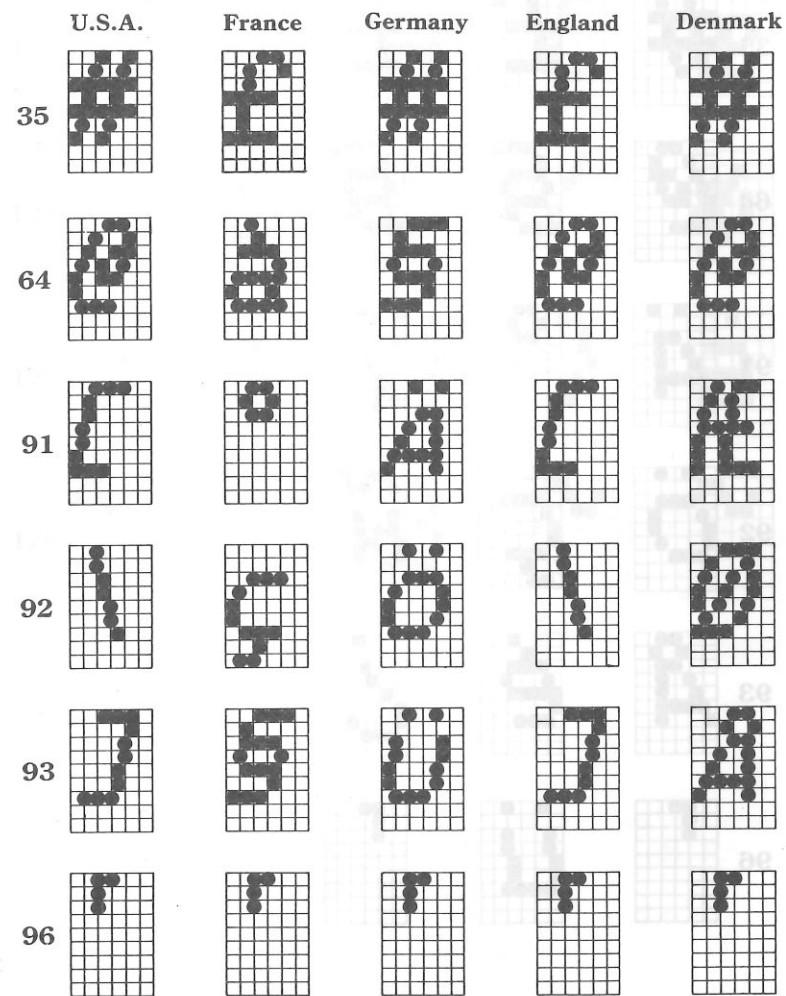 U.S.A. France Germany England Denmark
35 # £ # £ #
64 @ à § @ @
91 [ ° Ä [ Æ
92 \ ç Ö \ Ø
93 ] § Ü ] Å
96 ` ` ` ` `